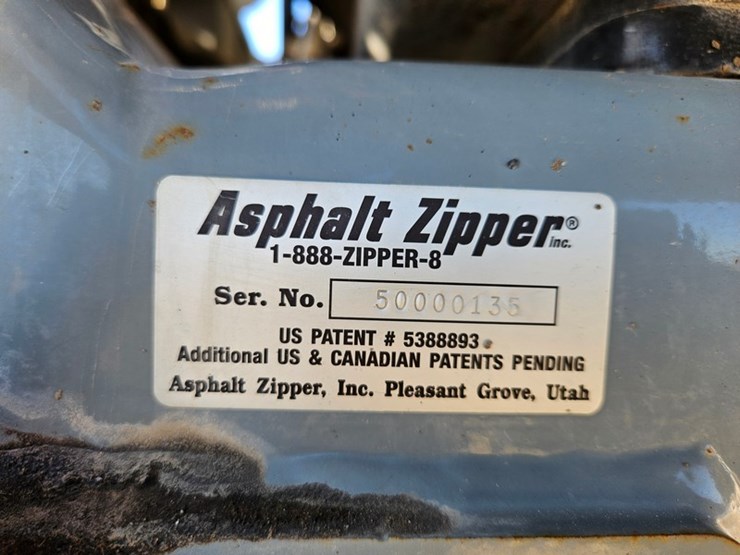 Asphalt Zipper® inc.
1-888-ZIPPER-8
Ser. No. 50000135
US PATENT # 5388893
Additional US & CANADIAN PATENTS PENDING
Asphalt Zipper, Inc. Pleasant Grove, Utah